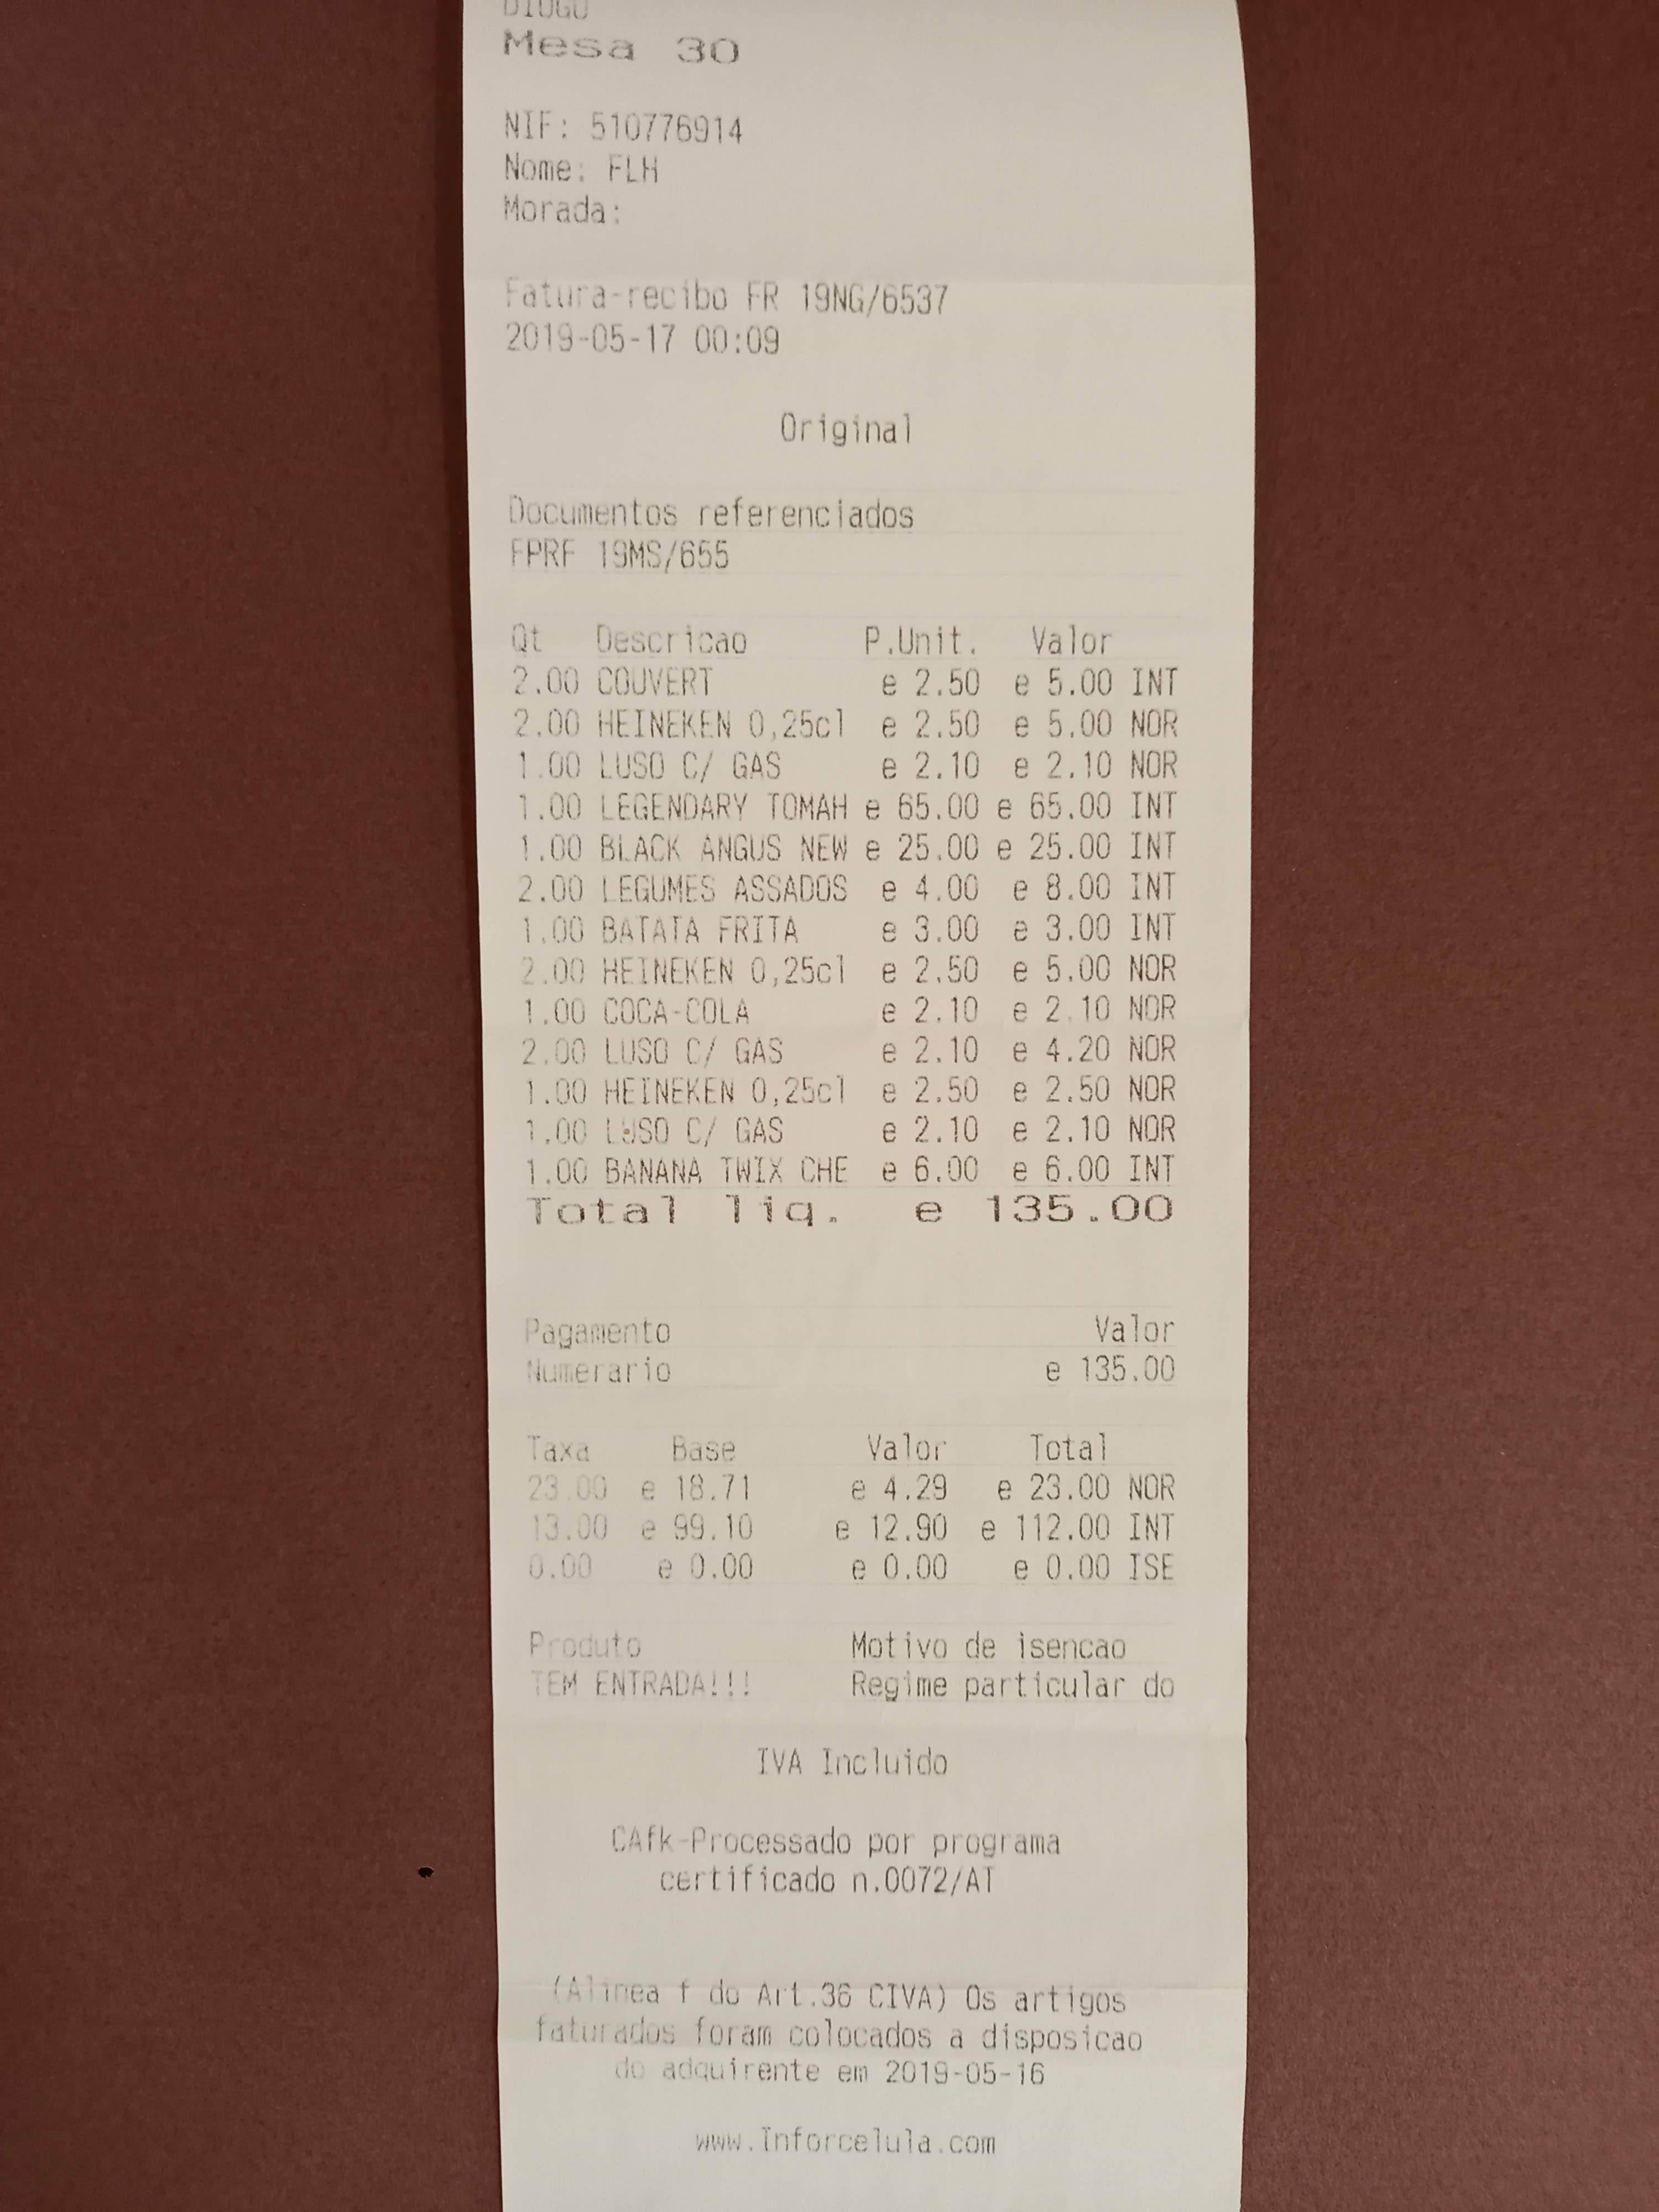 DIOGO
Mesa 30
NIF: 510776914
Nome: FLH
Morada:
Fatura-recibo FR 19NG/6537
2019-05-17 00:09
Original
Documentos referenciados
FPRF 19MS/655
Qt Descricao P.Unit. Valor
2.00 COUVERT e 2.50 e 5.00 INT
2.00 HEINEKEN 0,25cl e 2.50 e 5.00 NOR
1.00 LUSO C/ GAS e 2.10 e 2.10 NOR
1.00 LEGENDARY TOMAH e 65.00 e 65.00 INT
1.00 BLACK ANGUS NEW e 25.00 e 25.00 INT
2.00 LEGUMES ASSADOS e 4.00 e 8.00 INT
1.00 BATATA FRITA e 3.00 e 3.00 INT
2.00 HEINEKEN 0,25cl e 2.50 e 5.00 NOR
1.00 COCA-COLA e 2.10 e 2.10 NOR
2.00 LUSO C/ GAS e 2.10 e 4.20 NOR
1.00 HEINEKEN 0,25cl e 2.50 e 2.50 NOR
1.00 LUSO C/ GAS e 2.10 e 2.10 NOR
1.00 BANANA TWIX CHE e 6.00 e 6.00 INT
Total liq. e 135.00
Pagamento Valor
Numerario e 135.00
Taxa Base Valor Total
23.00 e 18.71 e 4.29 e 23.00 NOR
13.00 e 99.10 e 12.90 e 112.00 INT
0.00 e 0.00 e 0.00 e 0.00 ISE
Produto Motivo de isencao
TEM ENTRADA!!! Regime particular do
IVA Incluido
CAfk-Processado por programa
certificado n.0072/AT
(Alinea f do Art.36 CIVA) Os artigos
faturados foram colocados a disposicao
do adquirente em 2019-05-16
www.Inforcelula.com